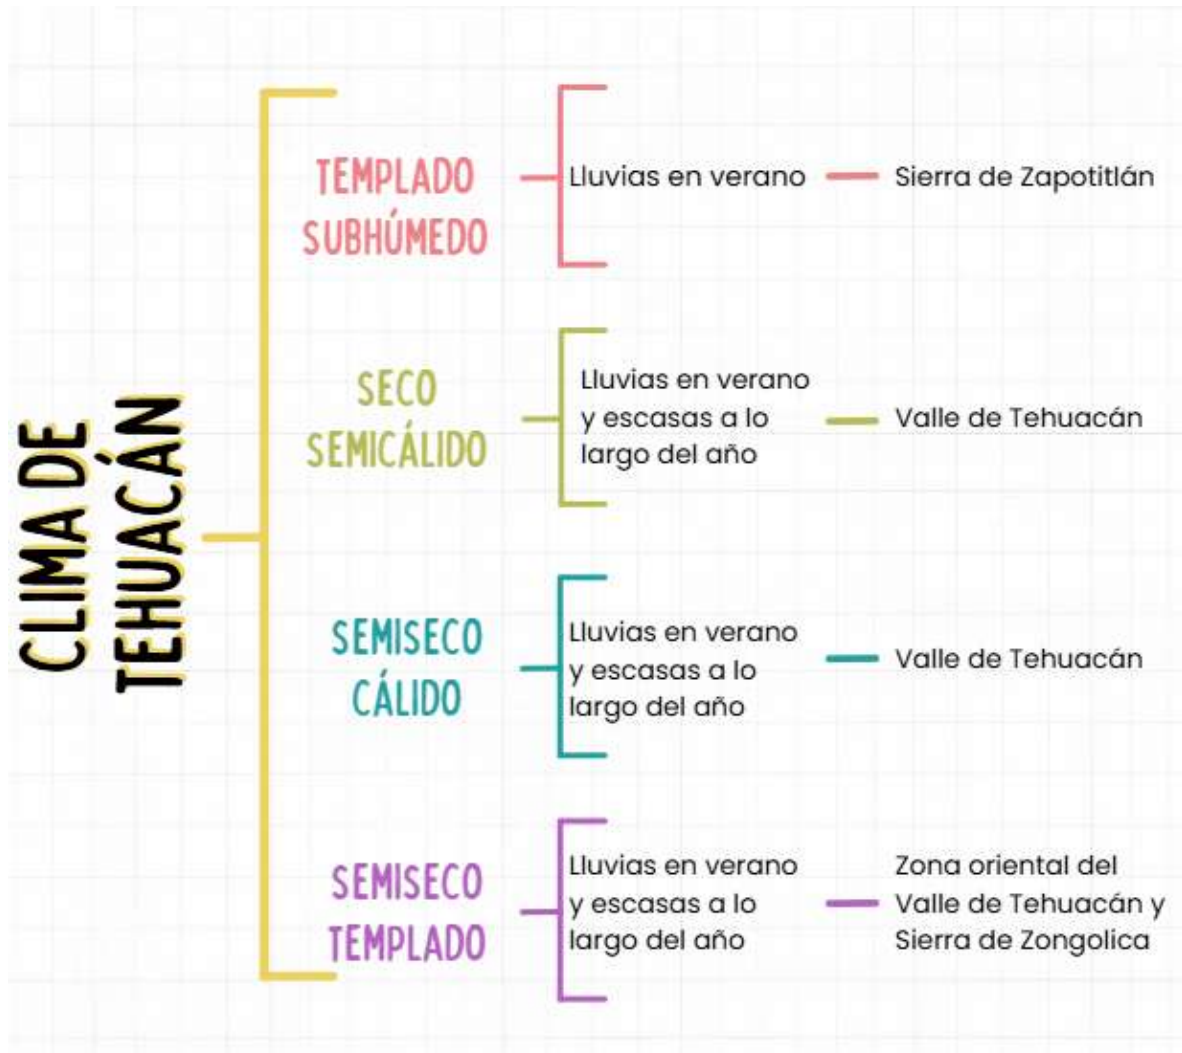 CLIMA DE
TEHUACÁN
TEMPLADO
SUBHÚMEDO
Lluvias en verano
Sierra de Zapotitlán
SECO
SEMICÁLIDO
Lluvias en verano
y escasas a lo
largo del año
Valle de Tehuacán
SEMISECO
CÁLIDO
Lluvias en verano
y escasas a lo
largo del año
Valle de Tehuacán
SEMISECO
TEMPLADO
Lluvias en verano
y escasas a lo
largo del año
Zona oriental del
Valle de Tehuacán y
Sierra de Zongolica